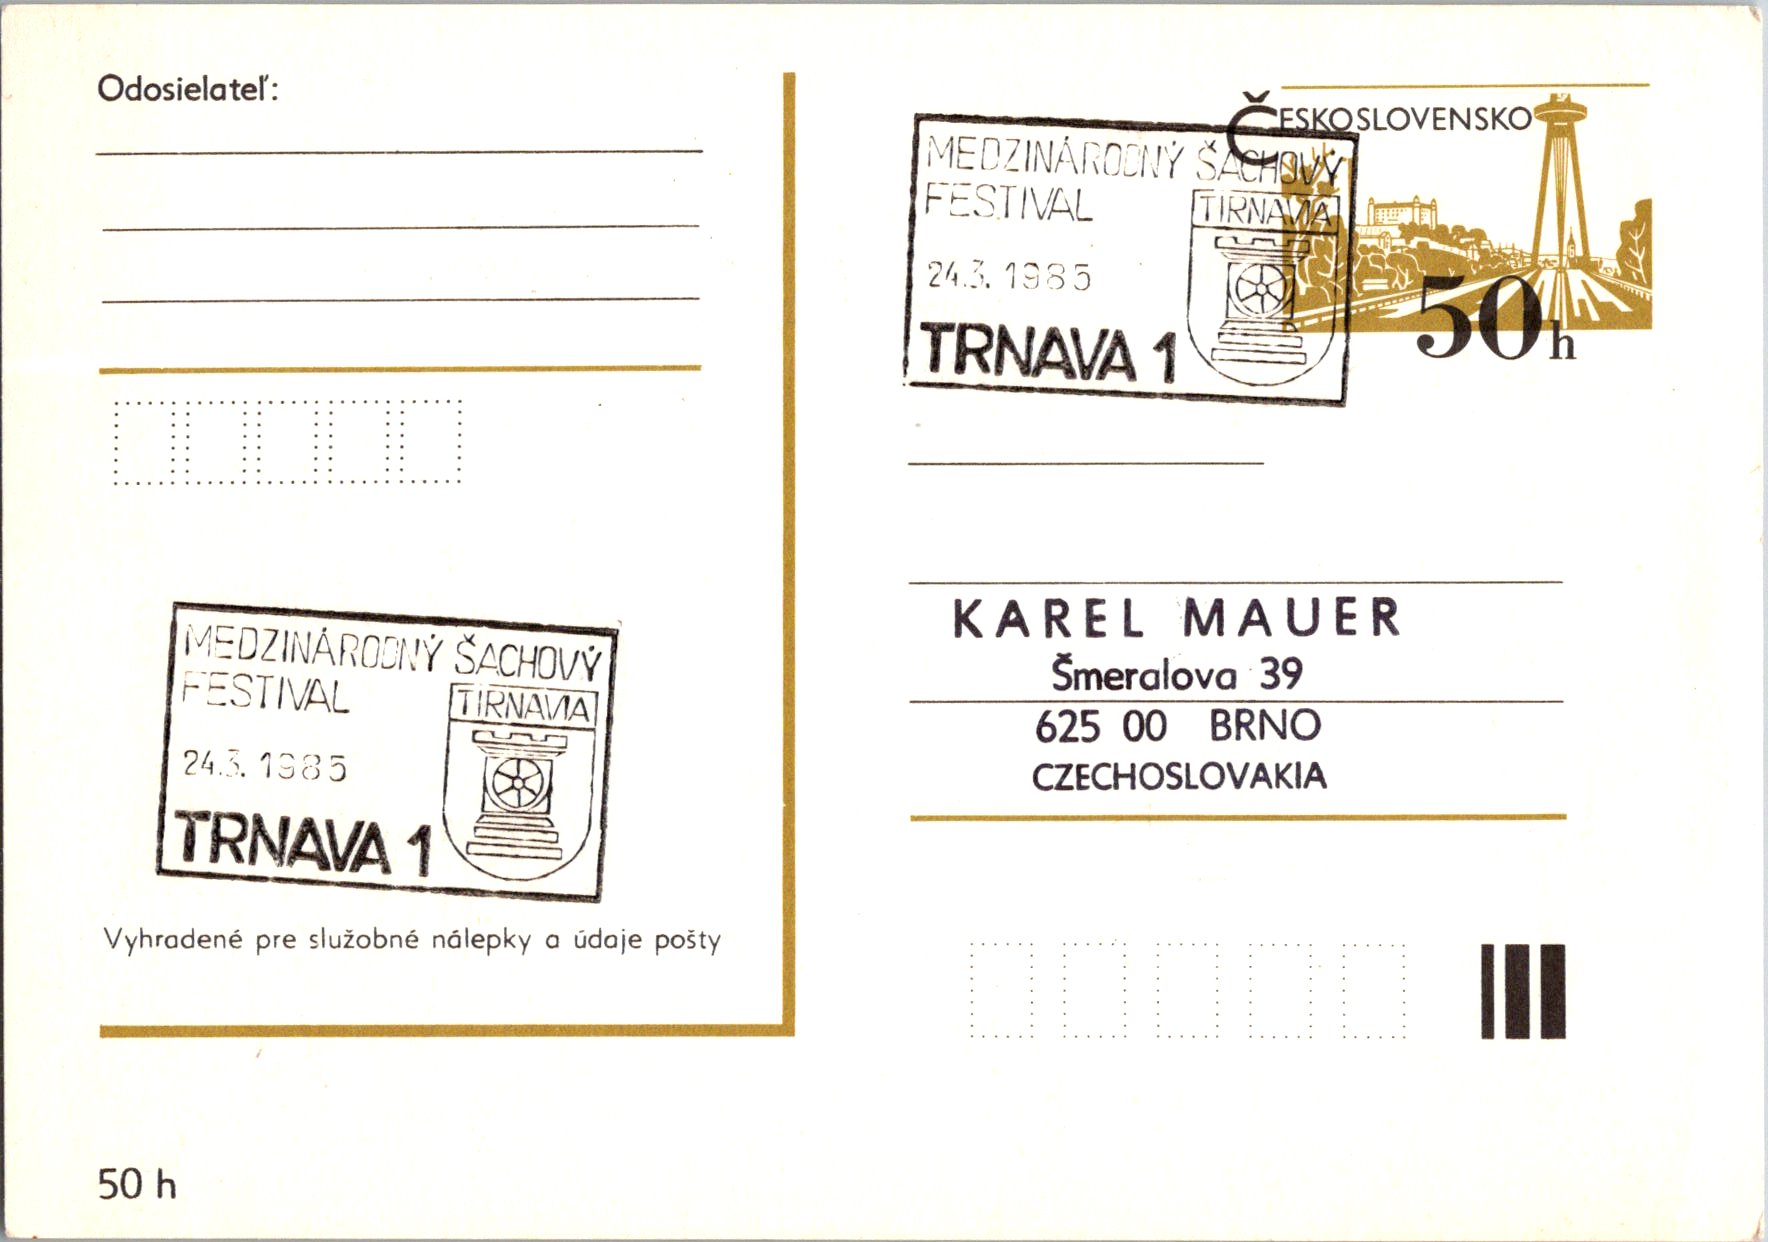 Odosielateľ:
MEDZINÁRODNÝ ŠACHOVÝ
FESTIVAL
TIRNAVIA
24.3. 1985
TRNAVA 1
Vyhradené pre služobné nálepky a údaje pošty
50 h
ČESKOSLOVENSKO
50h
MEDZINÁRODNÝ ŠACHOVÝ
FESTIVAL
TIRNAVIA
24.3. 1985
TRNAVA 1
KAREL MAUER
Šmeralova 39
625 00 BRNO
CZECHOSLOVAKIA